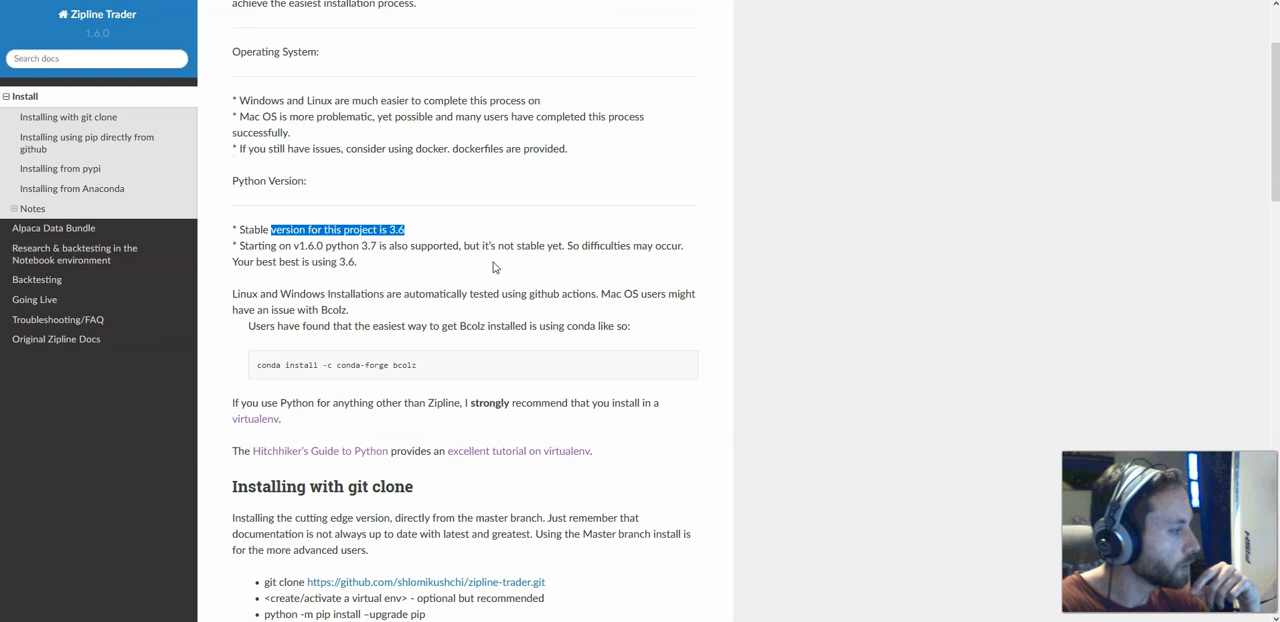 Zipline Trader
1.6.0
Search docs
Install
Installing with git clone
Installing using pip directly from
github
Installing from pypi
Installing from Anaconda
Notes
Alpaca Data Bundle
Research & backtesting in the
Notebook environment
Backtesting
Going Live
Troubleshooting/FAQ
Original Zipline Docs
achieve the easiest installation process.
Operating System:
* Windows and Linux are much easier to complete this process on
* Mac OS is more problematic, yet possible and many users have completed this process
successfully.
* If you still have issues, consider using docker. dockerfiles are provided.
Python Version:
* Stable version for this project is 3.6
* Starting on v1.6.0 python 3.7 is also supported, but it's not stable yet. So difficulties may occur.
Your best best is using 3.6.
Linux and Windows Installations are automatically tested using github actions. Mac OS users might
have an issue with Bcolz.
Users have found that the easiest way to get Bcolz installed is using conda like so:
conda install -c conda-forge bcolz
If you use Python for anything other than Zipline, I strongly recommend that you install in a
virtualenv.
The Hitchhiker's Guide to Python provides an excellent tutorial on virtualenv.
Installing with git clone
Installing the cutting edge version, directly from the master branch. Just remember that
documentation is not always up to date with latest and greatest. Using the Master branch install is
for the more advanced users.
• git clone https://github.com/shlomikushchi/zipline-trader.git
• <create/activate a virtual env> - optional but recommended
• python -m pip install –upgrade pip